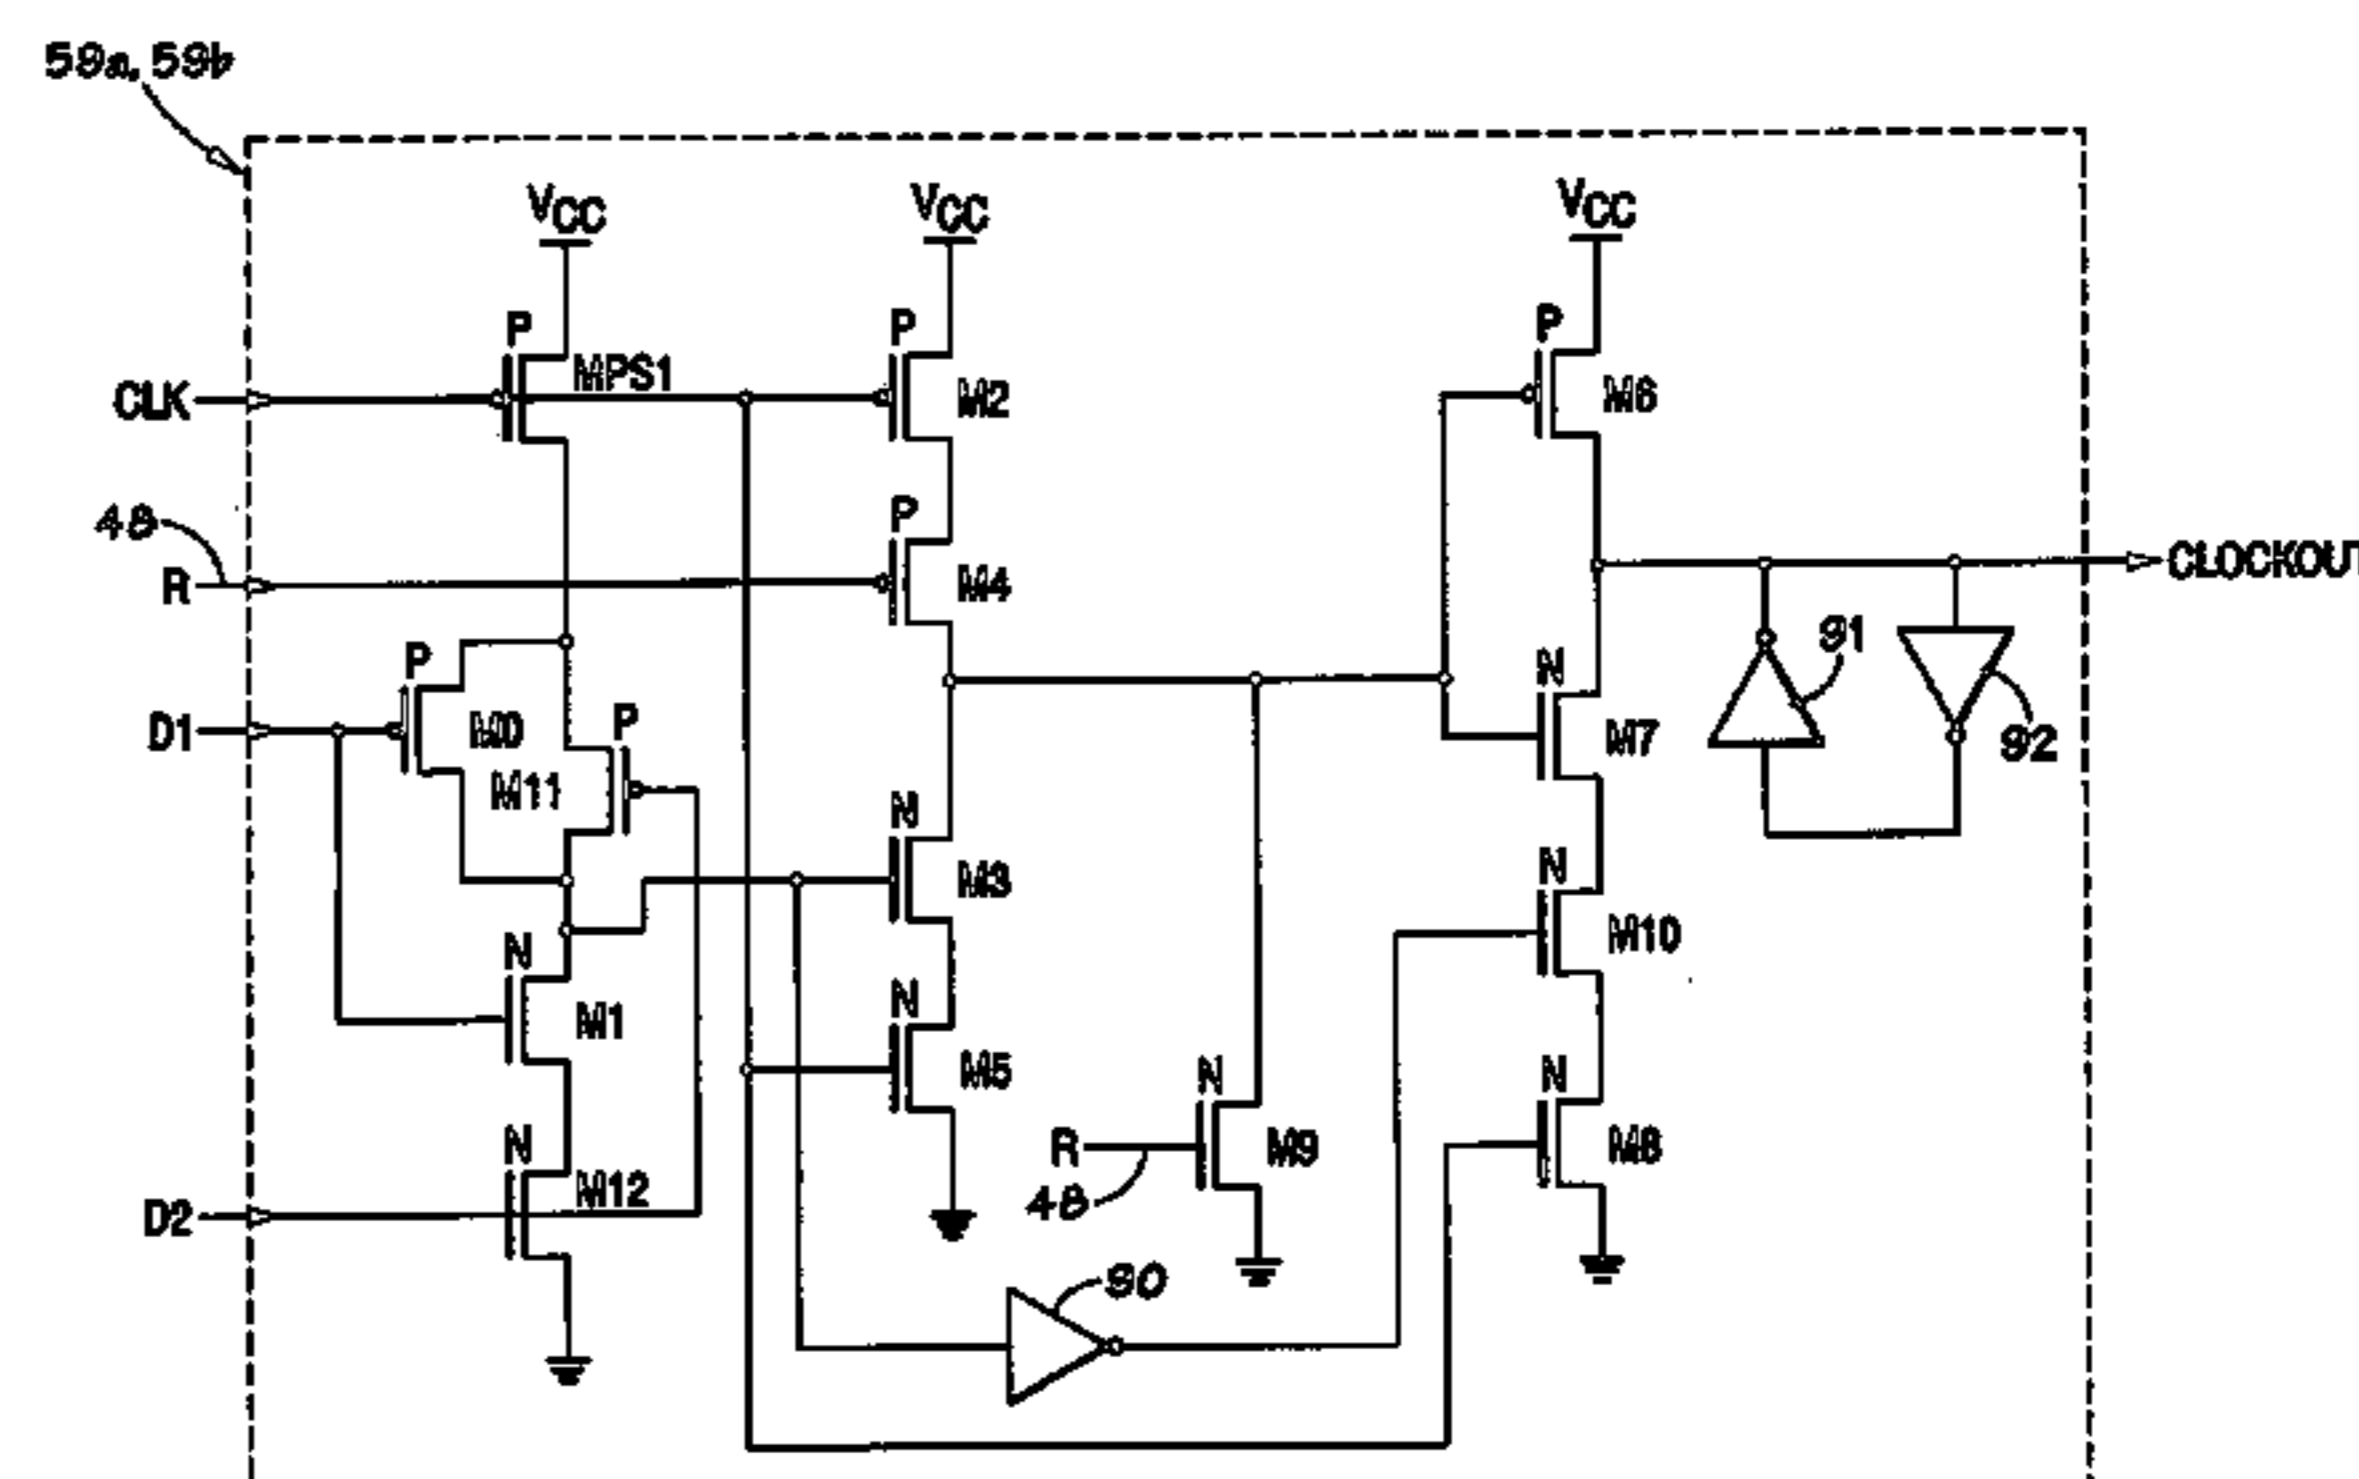 59a, 59b
VCC VCC VCC
P P P
MPS1
CLK M2 M6
48 P
R M4 CLOCKOUT
P N 91
D1 M0 P M7 92
M11
N N
M3 M10
N N
M1
N N N
M5
R M9 M8
48
D2 M12
90